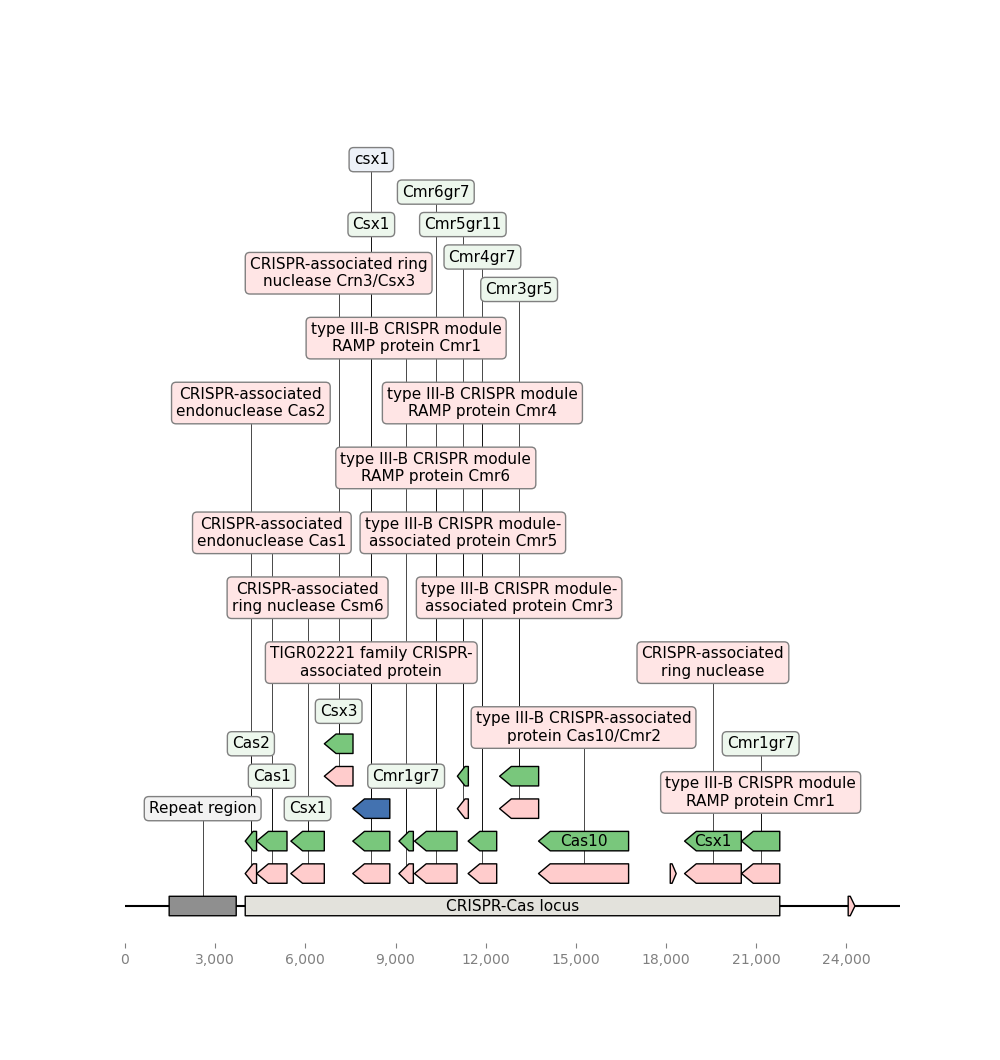 csx1
Cmr6gr7
Csx1
Cmr5gr11
Cmr4gr7
CRISPR-associated ring
nuclease Crn3/Csx3
Cmr3gr5
type III-B CRISPR module
RAMP protein Cmr1
CRISPR-associated
endonuclease Cas2
type III-B CRISPR module
RAMP protein Cmr4
type III-B CRISPR module
RAMP protein Cmr6
CRISPR-associated
endonuclease Cas1
type III-B CRISPR module-
associated protein Cmr5
CRISPR-associated
ring nuclease Csm6
type III-B CRISPR module-
associated protein Cmr3
TIGR02221 family CRISPR-
associated protein
CRISPR-associated
ring nuclease
Csx3
type III-B CRISPR-associated
protein Cas10/Cmr2
Cas2
Cmr1gr7
Cas1
Cmr1gr7
type III-B CRISPR module
RAMP protein Cmr1
Repeat region
Csx1
Cas10
Csx1
CRISPR-Cas locus
0
3,000
6,000
9,000
12,000
15,000
18,000
21,000
24,000